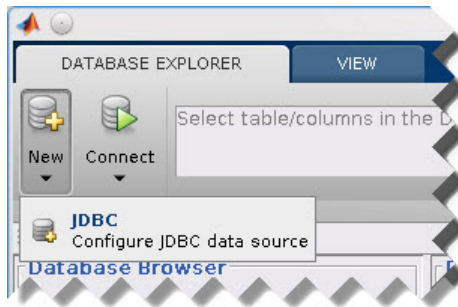 DATABASE EXPLORER
VIEW
Select table/columns in the D
New
Connect
JDBC
Configure JDBC data source
Database Browser